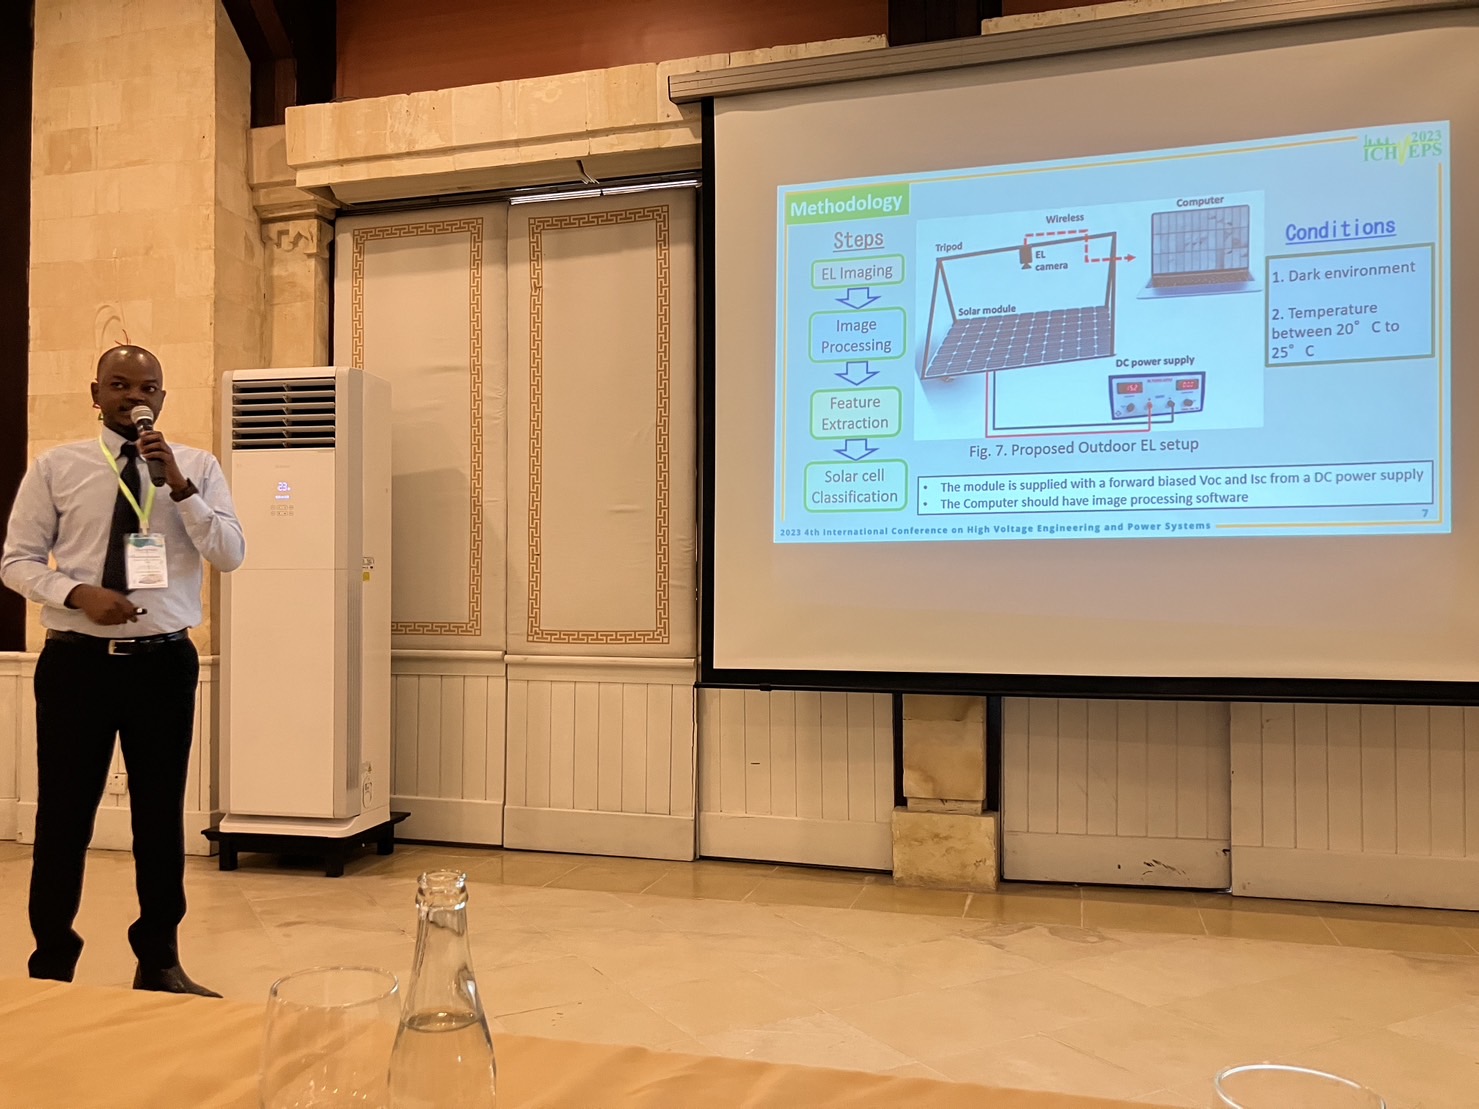 2023
ICHVEPS
Methodology
Steps
EL Imaging
Image
Processing
Feature
Extraction
Solar cell
Classification
Wireless
Computer
Tripod
EL
camera
Solar module
DC power supply
Fig. 7. Proposed Outdoor EL setup
Conditions
1. Dark environment
2. Temperature
between 20° C to
25° C
• The module is supplied with a forward biased Voc and Isc from a DC power supply
• The Computer should have image processing software
7
2023 4th International Conference on High Voltage Engineering and Power Systems
23